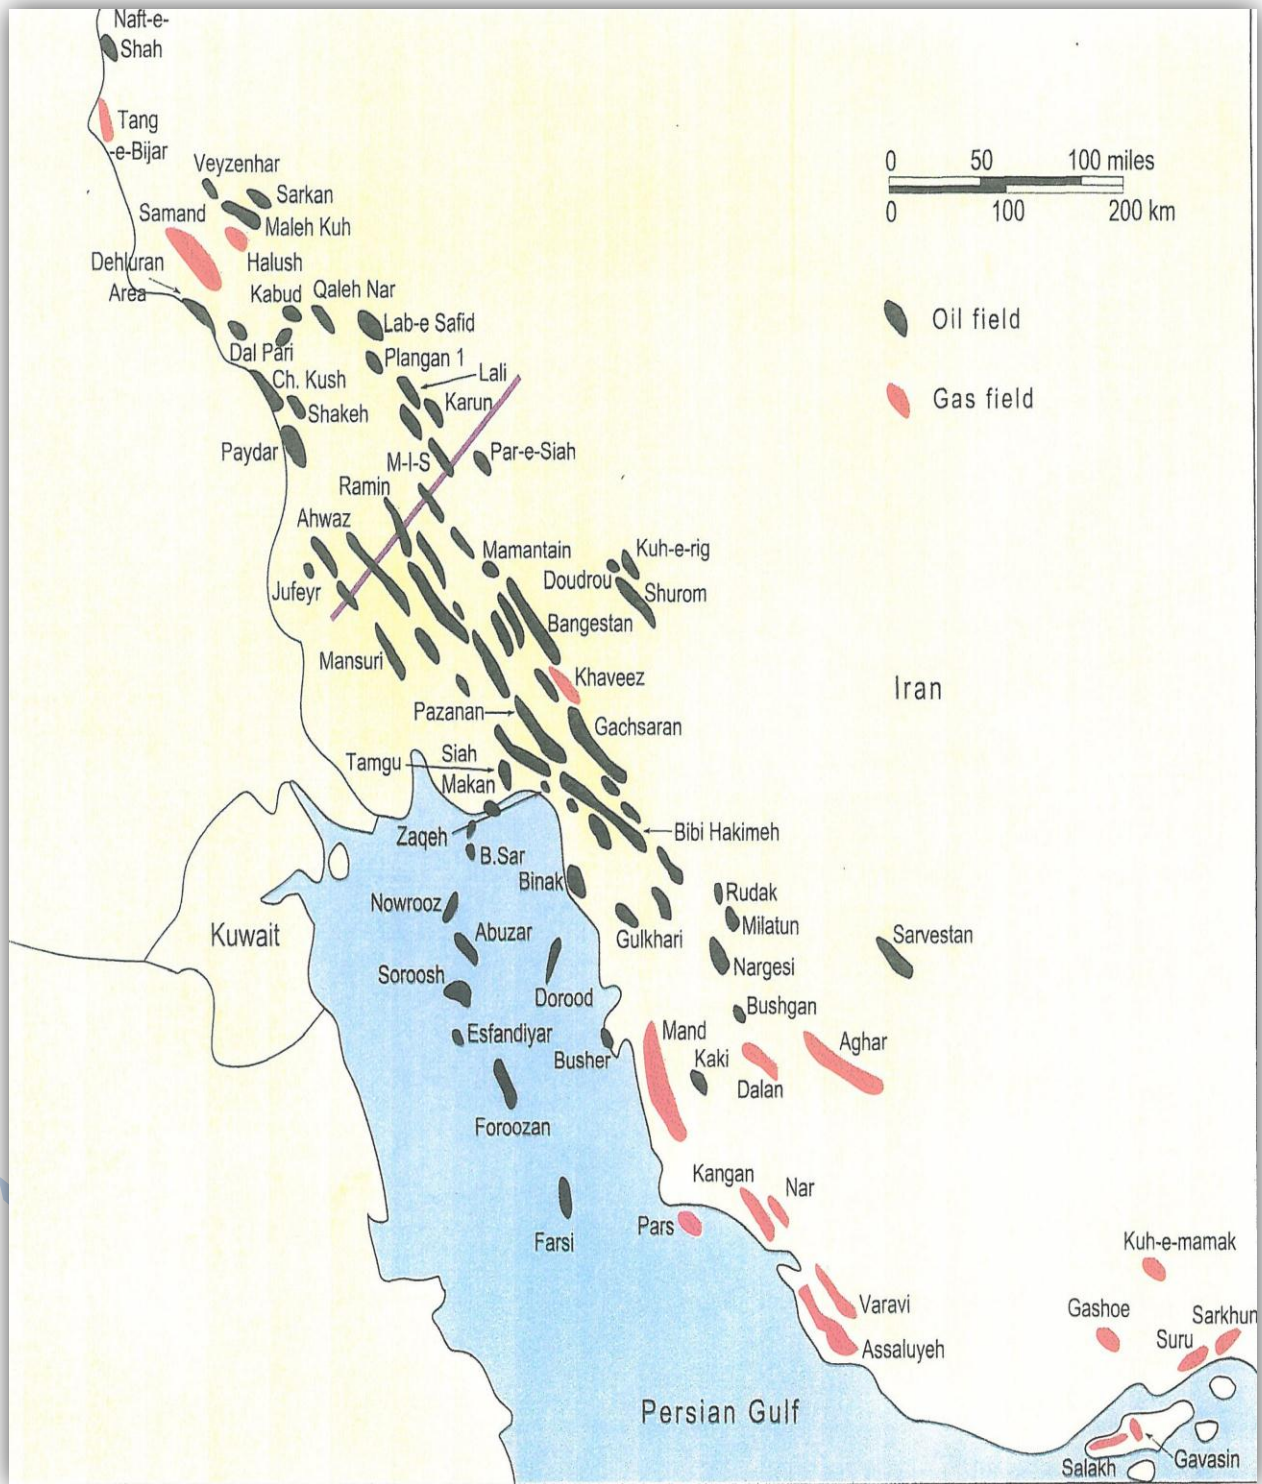 Naft-e-
Shah
Tang
-e-Bijar
Veyzenhar
Sarkan
Samand
Maleh Kuh
Dehluran
Area
Halush
Kabud
Qaleh Nar
Lab-e Safid
Dal Pari
Plangan 1
Ch. Kush
Lali
Shakeh
Karun
Paydar
M-I-S
Par-e-Siah
Ramin
Ahwaz
Mamantain
Kuh-e-rig
Doudrou
Jufeyr
Shurom
Bangestan
Mansuri
Khaveez
Pazanan
Gachsaran
Tamgu
Siah
Makan
Zaqeh
Bibi Hakimeh
B.Sar
Binak
Nowrooz
Rudak
Abuzar
Milatun
Kuwait
Gulkhari
Sarvestan
Soroosh
Nargesi
Dorood
Bushgan
Esfandiyar
Mand
Busher
Kaki
Aghar
Dalan
Foroozan
Kangan
Nar
Pars
Farsi
Kuh-e-mamak
Varavi
Gashoe
Sarkhun
Suru
Assaluyeh
Persian Gulf
Salakh
Gavasin
Iran
0 50 100 miles
0 100 200 km
Oil field
Gas field